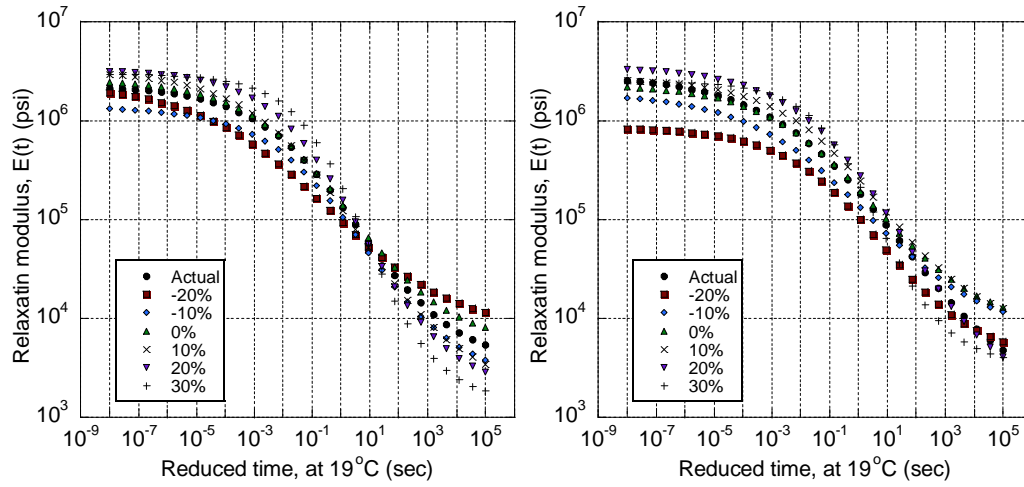 Relaxatin modulus, E(t) (psi)
10^7
10^6
10^5
10^4
10^3
Actual
-20%
-10%
0%
10%
20%
30%
10^-9 10^-7 10^-5 10^-3 10^-1 10^1 10^3 10^5
Reduced time, at 19°C (sec)
Relaxatin modulus, E(t) (psi)
10^7
10^6
10^5
10^4
10^3
Actual
-20%
-10%
0%
10%
20%
30%
10^-9 10^-7 10^-5 10^-3 10^-1 10^1 10^3 10^5
Reduced time, at 19°C (sec)